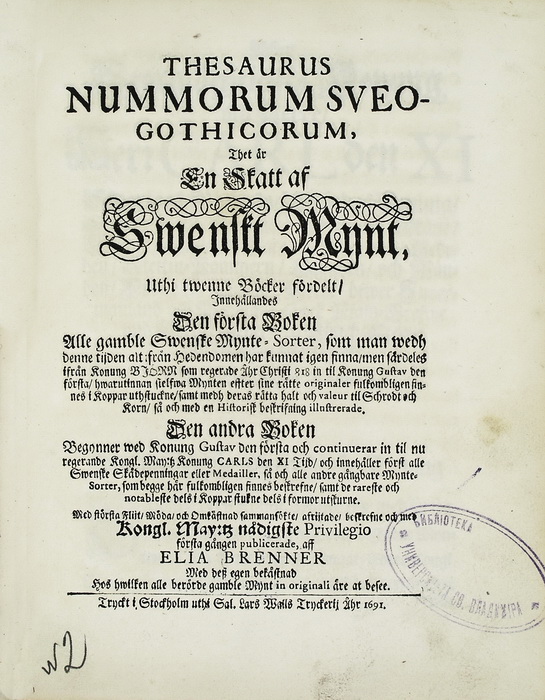 THESAURUS
NUMMORUM SVEO-
GOTHICORUM,
Thet är
En Skatt af
Swenskt Mynt,
Uthi twenne Böcker fördelt/
Innehållandes
Den första Boken
Alle gamble Swenske Mynte-Sorter, som man wedh
denne tijden alt ifrån Hedendomen har kunnat igen finna/men särdeles
ifrån Konung BIORN som regerade Åhr Christi 818 in til Konung Gustav den
första/ hwarutinnan sielfwa Mynten effter sine rätte originaler fulkombligen fin-
nes i Koppar uthstuckne/ samt medh deras rätta halt och valeur til Schrodt och
Korn/ så och med en Historisk beskrifning illustrerade.
Den andra Boken
Begynner wed Konung Gustav den första och continuerar in til nu
regerande Kongl. May:tz Konung CARLS den XI Tijd/ och innehåller först alle
Swenske Skådepenningar eller Medailler, så och alle andre gångbare Mynte-
Sorter, som begge här fulkombligen finnes beskrefne/ samt de rareste och
notableste dels i Koppar stukne dels i formor utskurne.
Med största Flijt/ Möda/ och Omkåstnad sammansökte/ afritade/ beskrefne och med
Kongl. May:tz nådigste Privilegio
första gången publicerade, aff
ELIA BRENNER
Med deß egen bekåstnad
Hos hwilken alle berörde gamble Mynt in originali äre at besee.
Tryckt i Stockholm uthi Sal. Lars Walls Tryckerij Åhr 1691.
БИБЛІОТЕКА
УНИВЕРСИТЕТА СВ. ВЛАДИМІРА